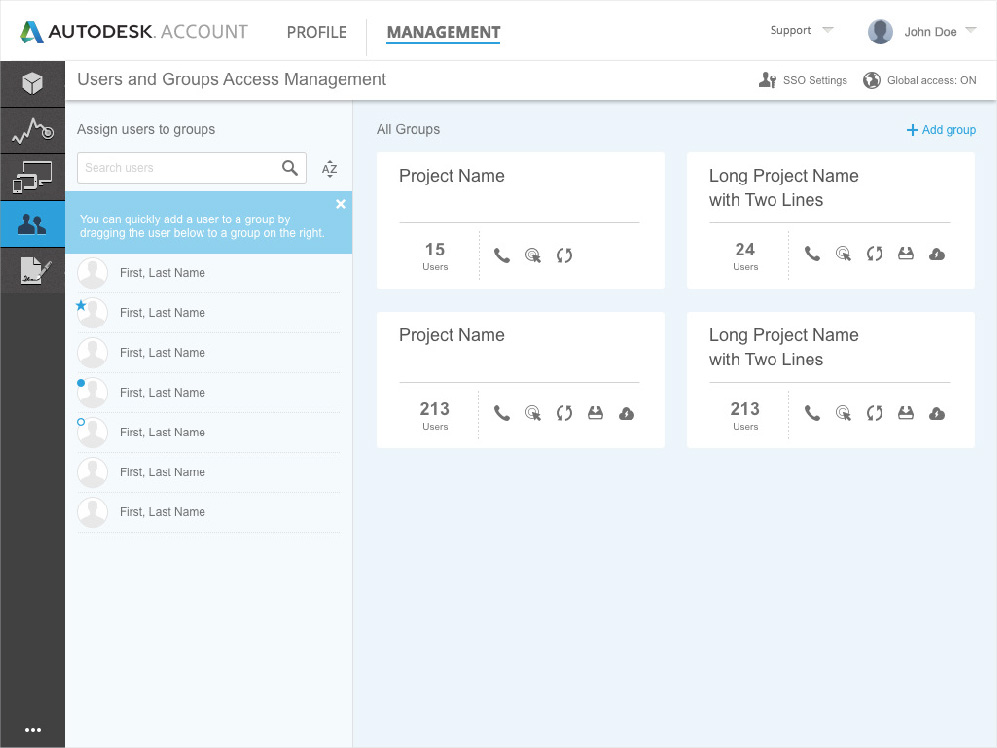 AUTODESK. ACCOUNT
PROFILE
MANAGEMENT
Support
John Doe
Users and Groups Access Management
SSO Settings
Global access: ON
Assign users to groups
Search users
AZ
You can quickly add a user to a group by
dragging the user below to a group on the right.
First, Last Name
First, Last Name
First, Last Name
First, Last Name
First, Last Name
First, Last Name
First, Last Name
All Groups
+ Add group
Project Name
15
Users
Long Project Name
with Two Lines
24
Users
Project Name
213
Users
Long Project Name
with Two Lines
213
Users